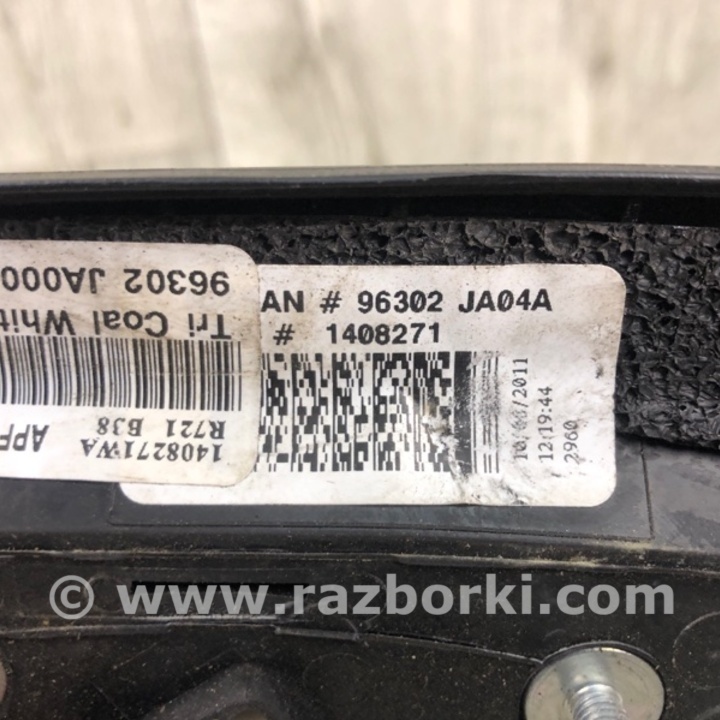 AN # 96302 JA04A
# 1408271
/2011
12:19:44
2960
96302 JA000
Tri Coal Whit
R721 B38
1408271WA
APP
© www.razborki.com